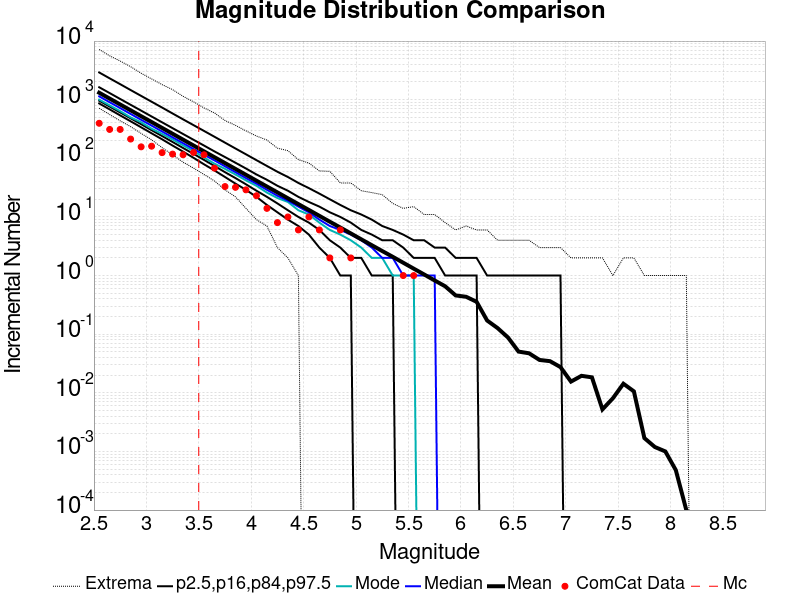 Magnitude Distribution Comparison
10^4
10^3
10^2
10^1
10^0
10^-1
10^-2
10^-3
10^-4
Incremental Number
2.5 3 3.5 4 4.5 5 5.5 6 6.5 7 7.5 8 8.5
Magnitude
Extrema p2.5,p16,p84,p97.5 Mode Median Mean ComCat Data Mc